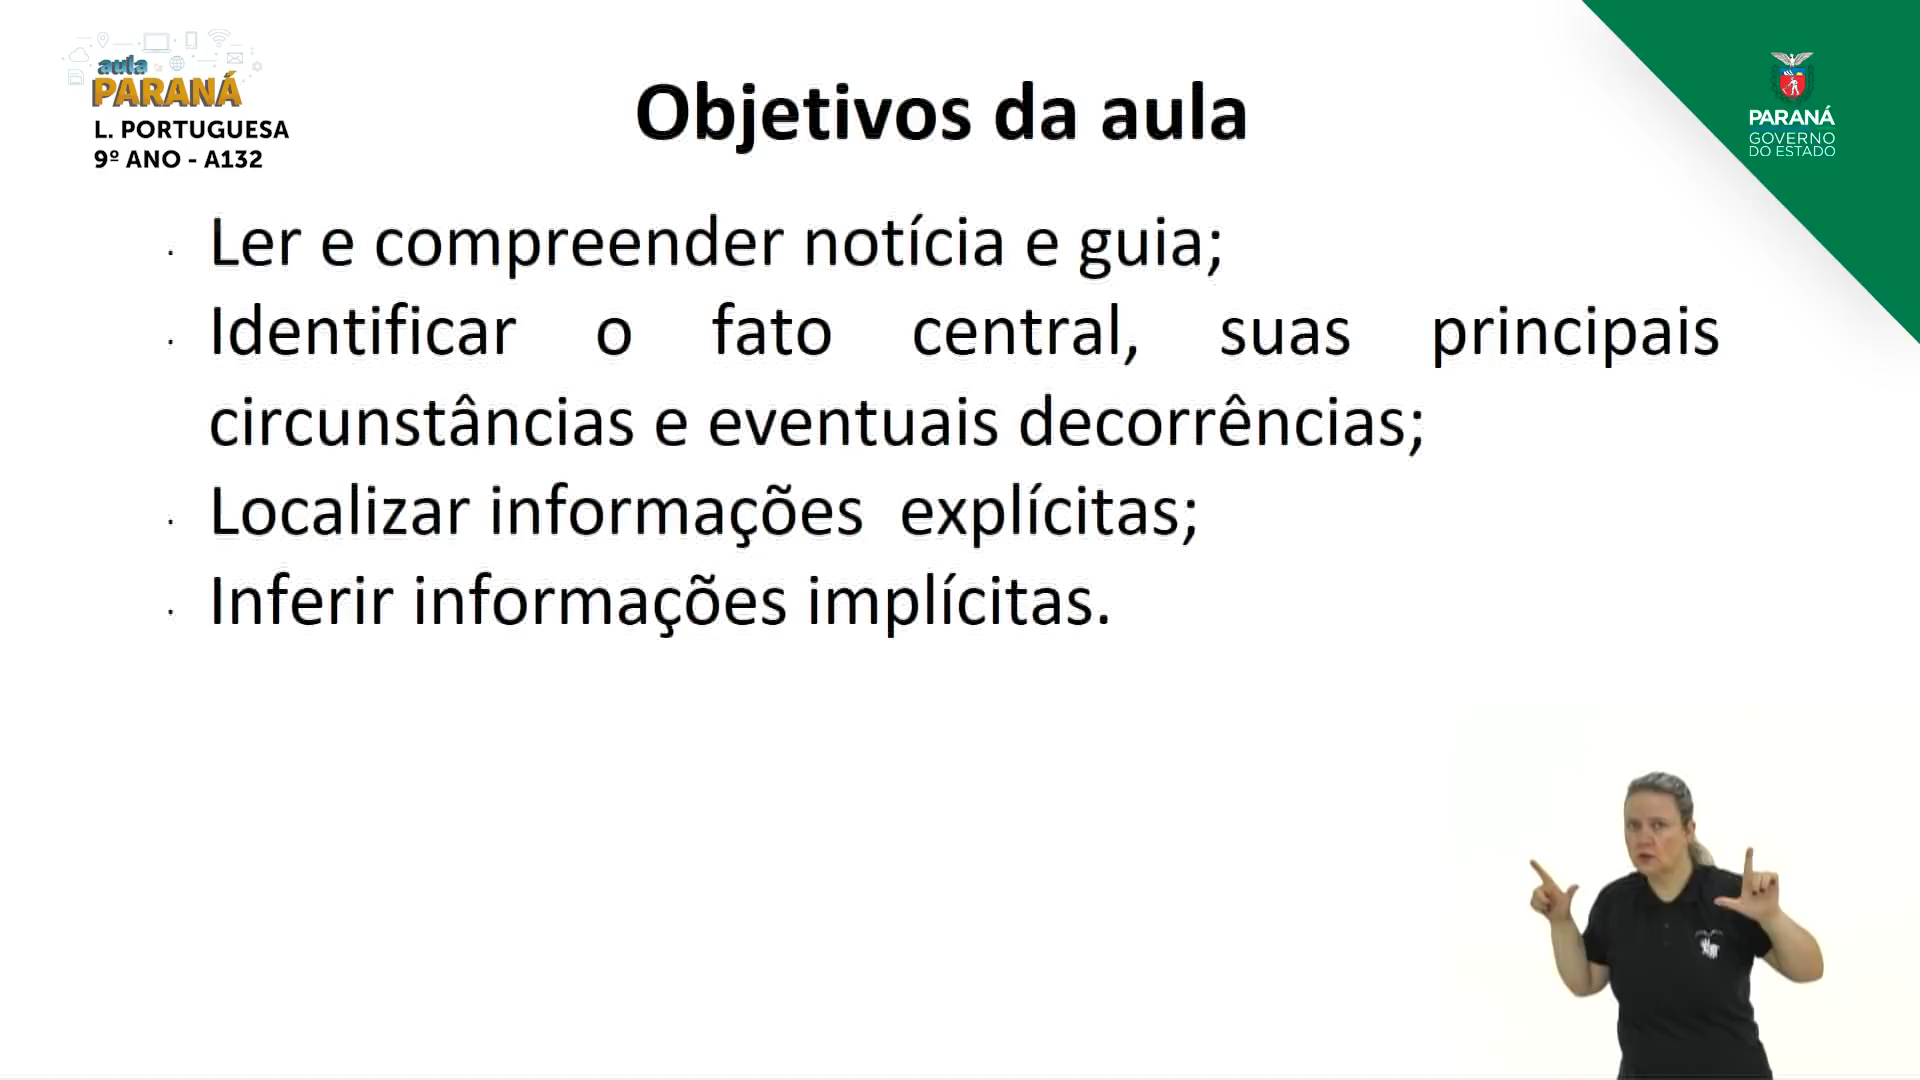 aula
PARANÁ
L. PORTUGUESA
9º ANO - A132
Objetivos da aula
PARANÁ
GOVERNO
DO ESTADO
· Ler e compreender notícia e guia;
· Identificar o fato central, suas principais
circunstâncias e eventuais decorrências;
· Localizar informações explícitas;
· Inferir informações implícitas.